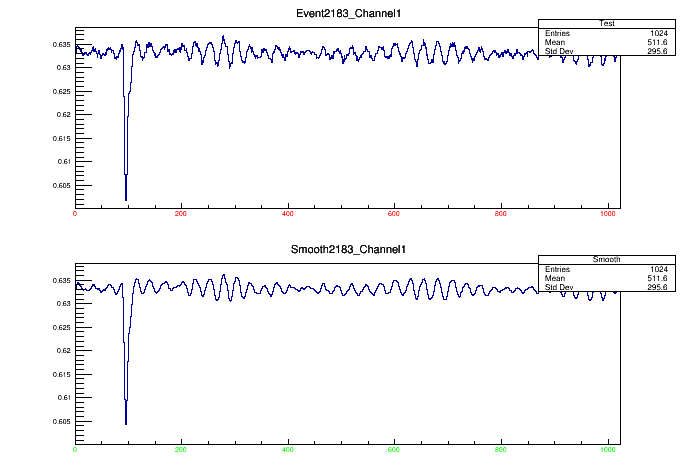 Event2183_Channel1
Test
Entries 1024
Mean 511.6
Std Dev 295.6
0.635
0.63
0.625
0.62
0.615
0.61
0.605
0 200 400 600 800 1000
Smooth2183_Channel1
Smooth
Entries 1024
Mean 511.6
Std Dev 295.6
0.635
0.63
0.625
0.62
0.615
0.61
0.605
0 200 400 600 800 1000